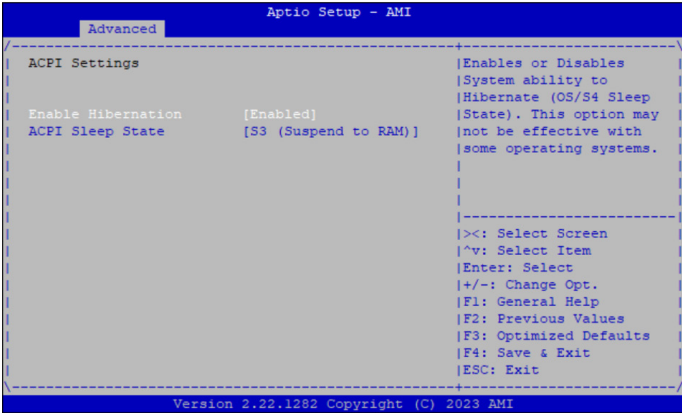 Aptio Setup - AMI
Advanced
ACPI Settings
Enable Hibernation [Enabled]
ACPI Sleep State [S3 (Suspend to RAM)]
Enables or Disables
System ability to
Hibernate (OS/S4 Sleep
State). This option may
not be effective with
some operating systems.
><: Select Screen
^v: Select Item
Enter: Select
+/-: Change Opt.
F1: General Help
F2: Previous Values
F3: Optimized Defaults
F4: Save & Exit
ESC: Exit
Version 2.22.1282 Copyright (C) 2023 AMI